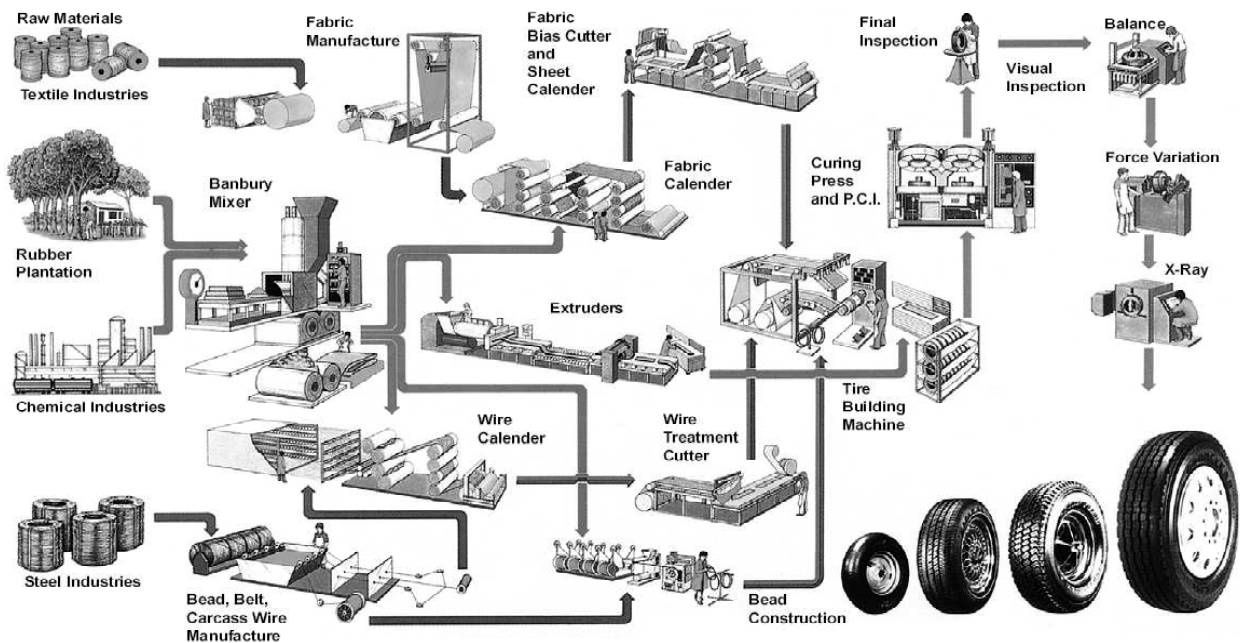 Raw Materials
Textile Industries
Fabric
Manufacture
Fabric
Bias Cutter
and
Sheet
Calender
Final
Inspection
Visual
Inspection
Balance
Rubber
Plantation
Banbury
Mixer
Fabric
Calender
Curing
Press
and P.C.I.
Force Variation
X-Ray
Chemical Industries
Extruders
Tire
Building
Machine
Wire
Calender
Wire
Treatment
Cutter
Steel Industries
Bead, Belt,
Carcass Wire
Manufacture
Bead
Construction